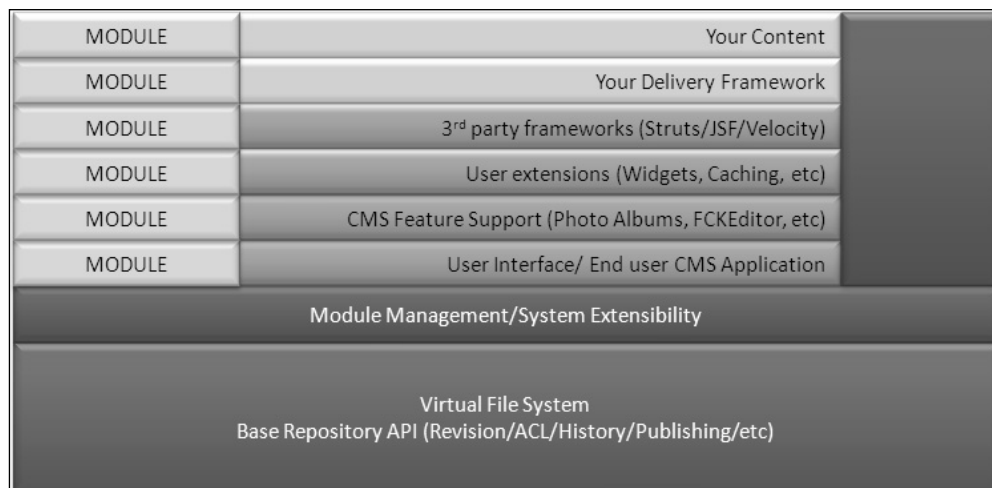 MODULE Your Content
MODULE Your Delivery Framework
MODULE 3rd party frameworks (Struts/JSF/Velocity)
MODULE User extensions (Widgets, Caching, etc)
MODULE CMS Feature Support (Photo Albums, FCKEditor, etc)
MODULE User Interface/ End user CMS Application
Module Management/System Extensibility
Virtual File System
Base Repository API (Revision/ACL/History/Publishing/etc)